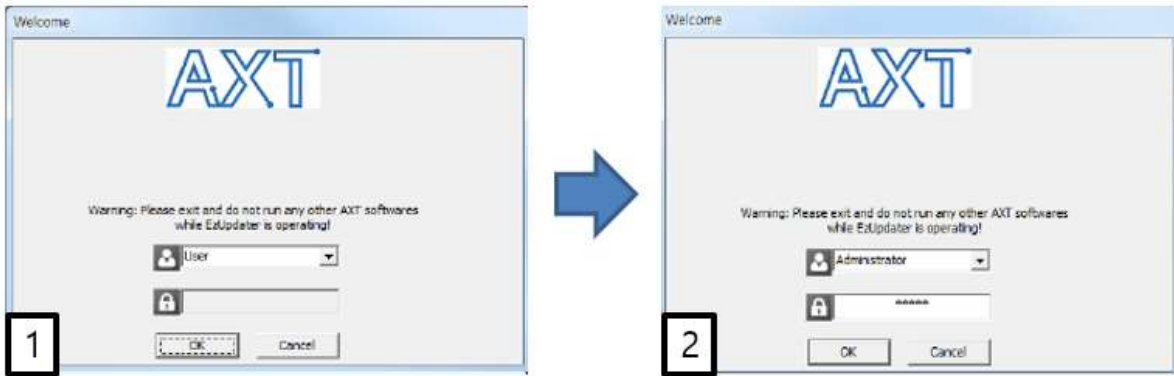 Welcome
AXT
Warning: Please exit and do not run any other AXT softwares
while EzUpdater is operating!
User
OK
Cancel
1
Welcome
AXT
Warning: Please exit and do not run any other AXT softwares
while EzUpdater is operating!
Administrator
*****
OK
Cancel
2